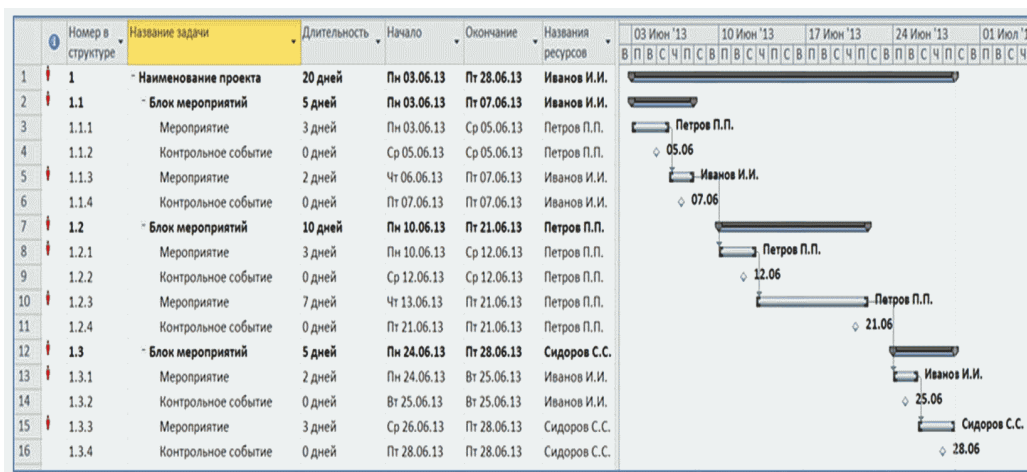 Номер в структуре Название задачи Длительность Начало Окончание Названия ресурсов 03 Июн '13 10 Июн '13 17 Июн '13 24 Июн '13 01 Июл '1
В П В С Ч П С В П В С Ч П С В П В С Ч П С В П В С Ч П С В П В С Ч
1 1 - Наименование проекта 20 дней Пн 03.06.13 Пт 28.06.13 Иванов И.И.
2 1.1 - Блок мероприятий 5 дней Пн 03.06.13 Пт 07.06.13 Иванов И.И.
3 1.1.1 Мероприятие 3 дней Пн 03.06.13 Ср 05.06.13 Петров П.П. Петров П.П.
4 1.1.2 Контрольное событие 0 дней Ср 05.06.13 Ср 05.06.13 Петров П.П. 05.06
5 1.1.3 Мероприятие 2 дней Чт 06.06.13 Пт 07.06.13 Иванов И.И. Иванов И.И.
6 1.1.4 Контрольное событие 0 дней Пт 07.06.13 Пт 07.06.13 Иванов И.И. 07.06
7 1.2 - Блок мероприятий 10 дней Пн 10.06.13 Пт 21.06.13 Петров П.П.
8 1.2.1 Мероприятие 3 дней Пн 10.06.13 Ср 12.06.13 Петров П.П. Петров П.П.
9 1.2.2 Контрольное событие 0 дней Ср 12.06.13 Ср 12.06.13 Петров П.П. 12.06
10 1.2.3 Мероприятие 7 дней Чт 13.06.13 Пт 21.06.13 Петров П.П. Петров П.П.
11 1.2.4 Контрольное событие 0 дней Пт 21.06.13 Пт 21.06.13 Петров П.П. 21.06
12 1.3 - Блок мероприятий 5 дней Пн 24.06.13 Пт 28.06.13 Сидоров С.С.
13 1.3.1 Мероприятие 2 дней Пн 24.06.13 Вт 25.06.13 Иванов И.И. Иванов И.И.
14 1.3.2 Контрольное событие 0 дней Вт 25.06.13 Вт 25.06.13 Иванов И.И. 25.06
15 1.3.3 Мероприятие 3 дней Ср 26.06.13 Пт 28.06.13 Сидоров С.С. Сидоров С.С.
16 1.3.4 Контрольное событие 0 дней Пт 28.06.13 Пт 28.06.13 Сидоров С.С. 28.06